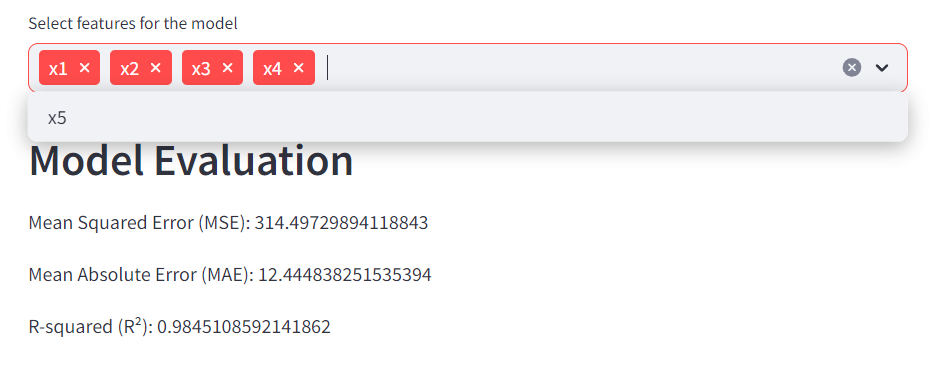 Select features for the model
x1 × x2 × x3 × x4 ×
x5
Model Evaluation
Mean Squared Error (MSE): 314.49729894118843
Mean Absolute Error (MAE): 12.444838251535394
R-squared (R²): 0.9845108592141862